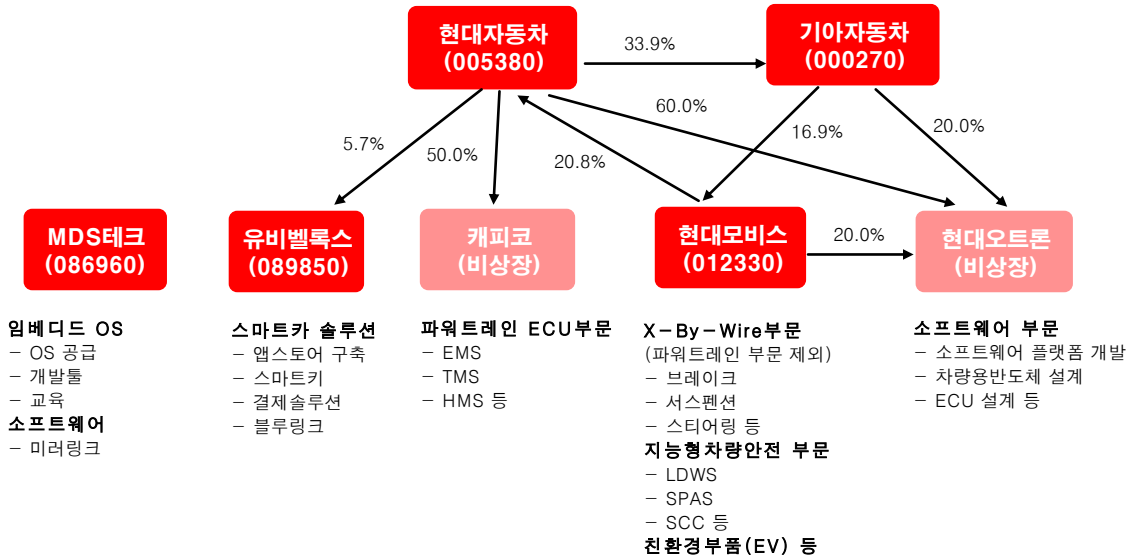 현대자동차
(005380)
33.9%
기아자동차
(000270)
5.7%
50.0%
20.8%
60.0%
16.9%
20.0%
MDS테크
(086960)
유비벨록스
(089850)
캐피코
(비상장)
현대모비스
(012330)
20.0%
현대오트론
(비상장)
임베디드 OS
- OS 공급
- 개발툴
- 교육
소프트웨어
- 미러링크
스마트카 솔루션
- 앱스토어 구축
- 스마트키
- 결제솔루션
- 블루링크
파워트레인 ECU부문
- EMS
- TMS
- HMS 등
X-By-Wire부문
(파워트레인 부문 제외)
- 브레이크
- 서스펜션
- 스티어링 등
지능형차량안전 부문
- LDWS
- SPAS
- SCC 등
친환경부품(EV) 등
소프트웨어 부문
- 소프트웨어 플랫폼 개발
- 차량용반도체 설계
- ECU 설계 등